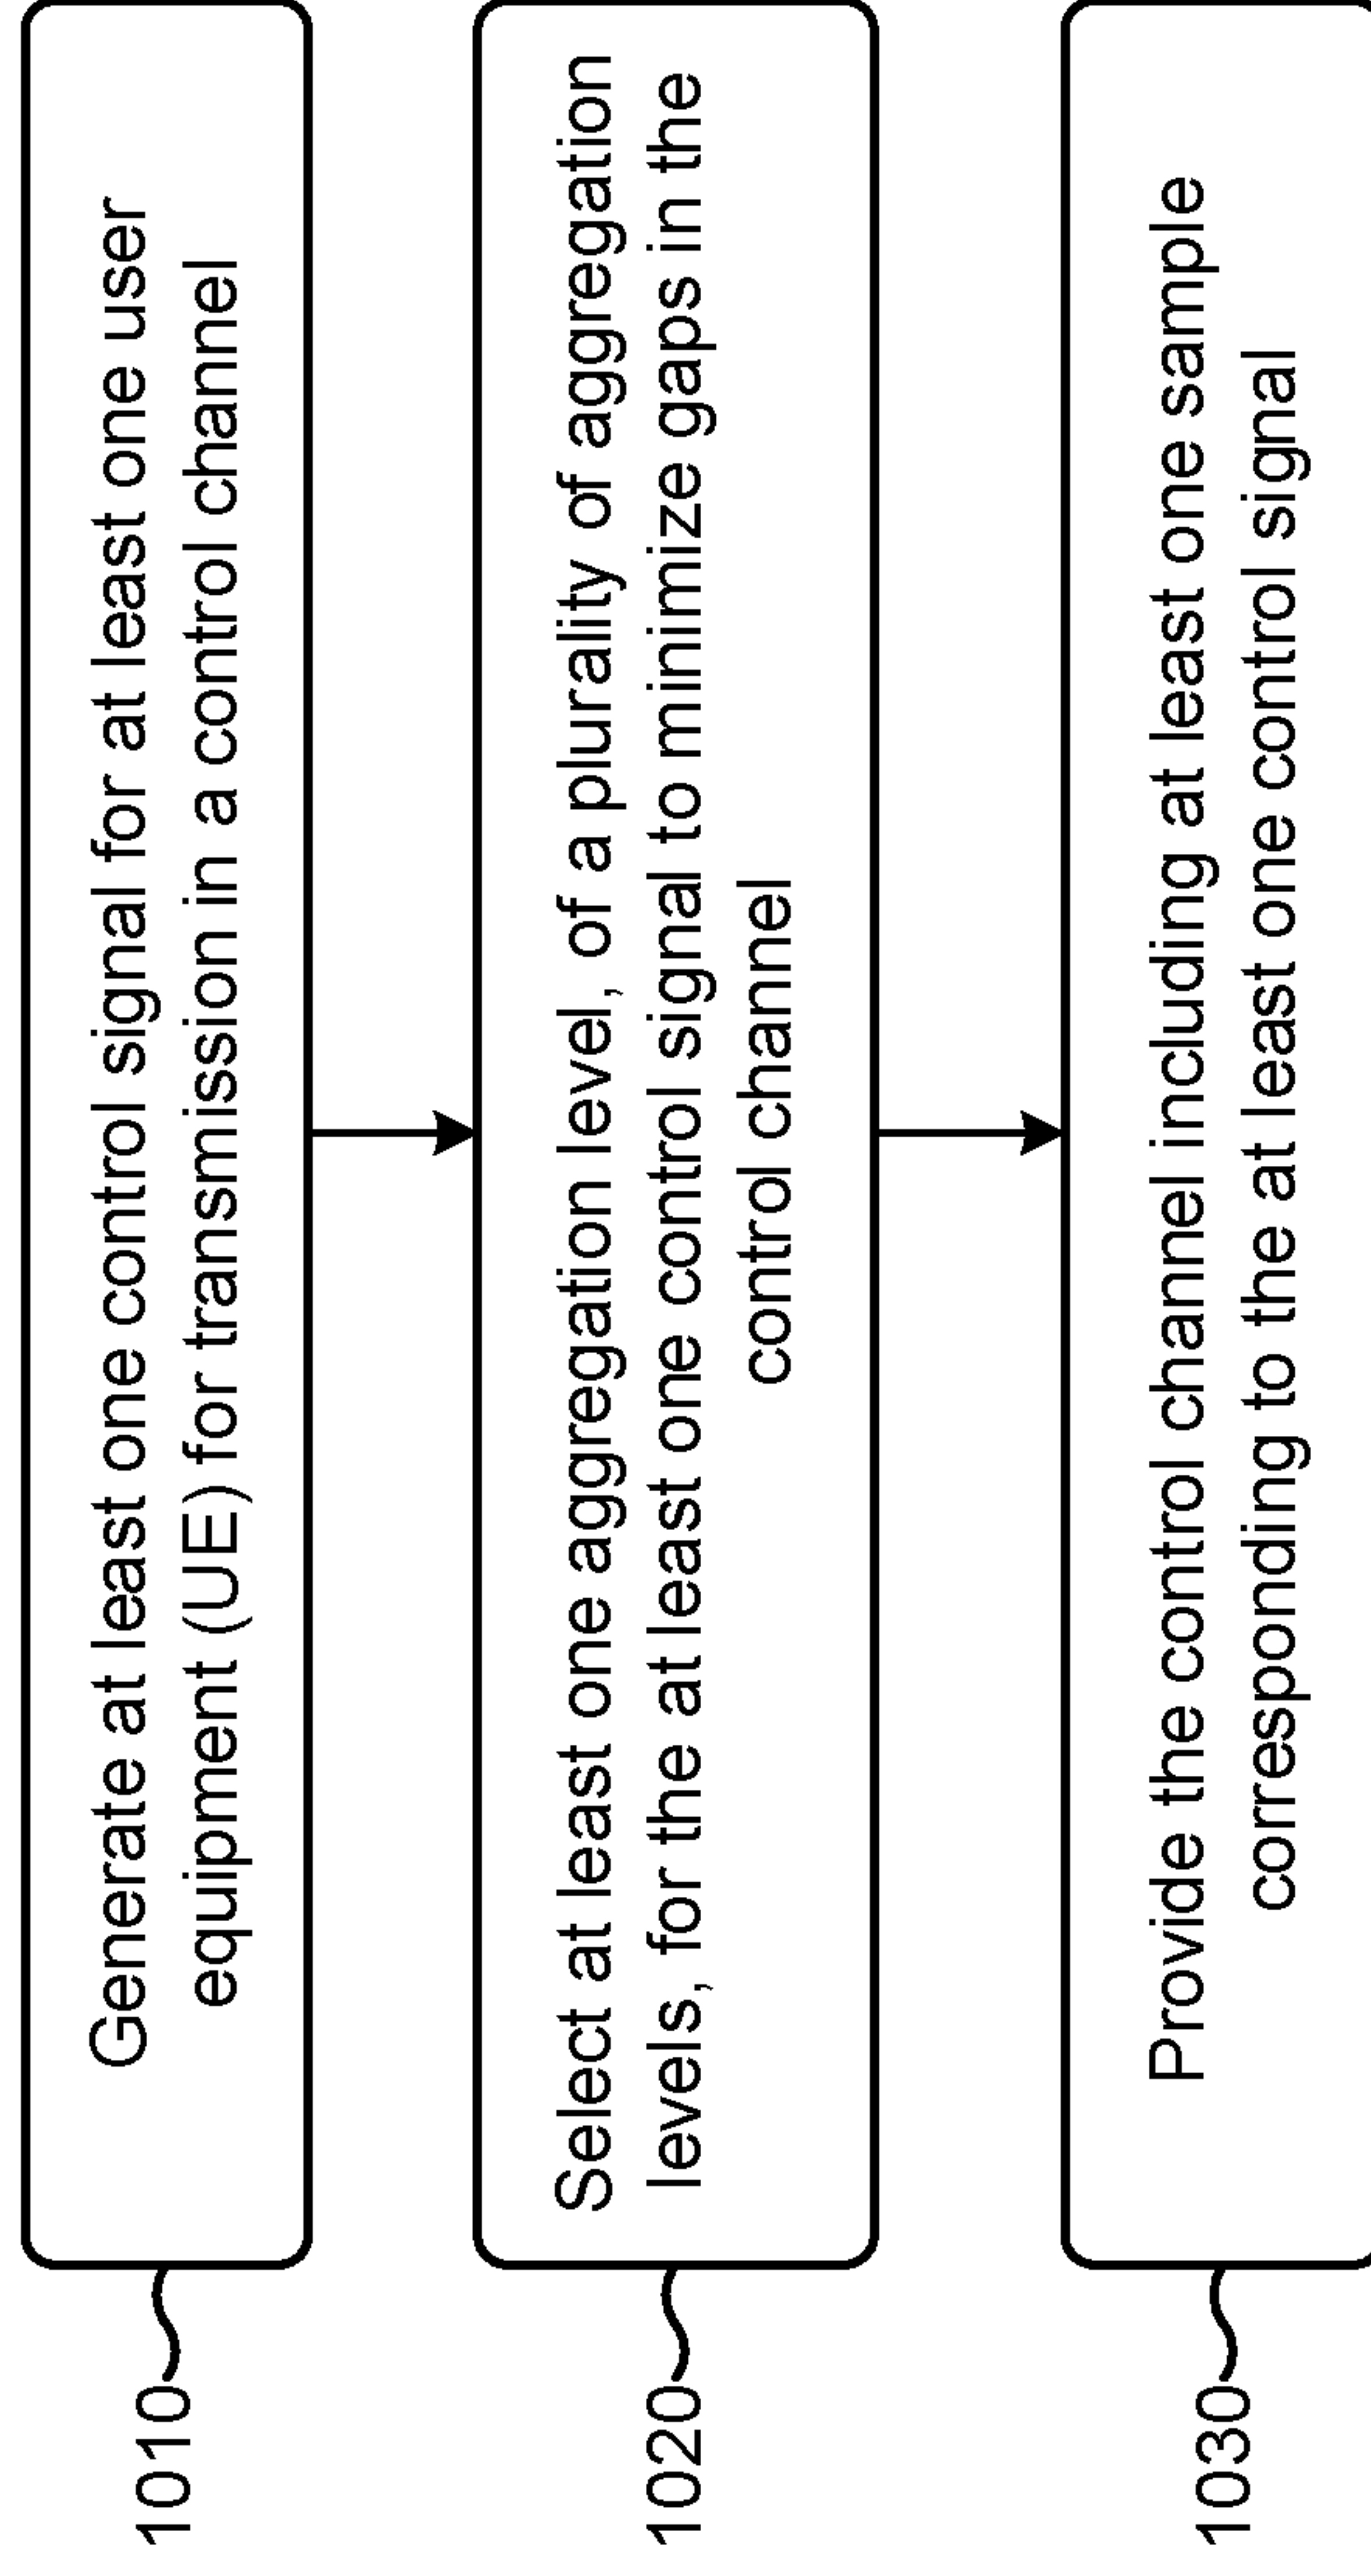 1010
Generate at least one control signal for at least one user
equipment (UE) for transmission in a control channel
1020
Select at least one aggregation level, of a plurality of aggregation
levels, for the at least one control signal to minimize gaps in the
control channel
1030
Provide the control channel including at least one sample
corresponding to the at least one control signal